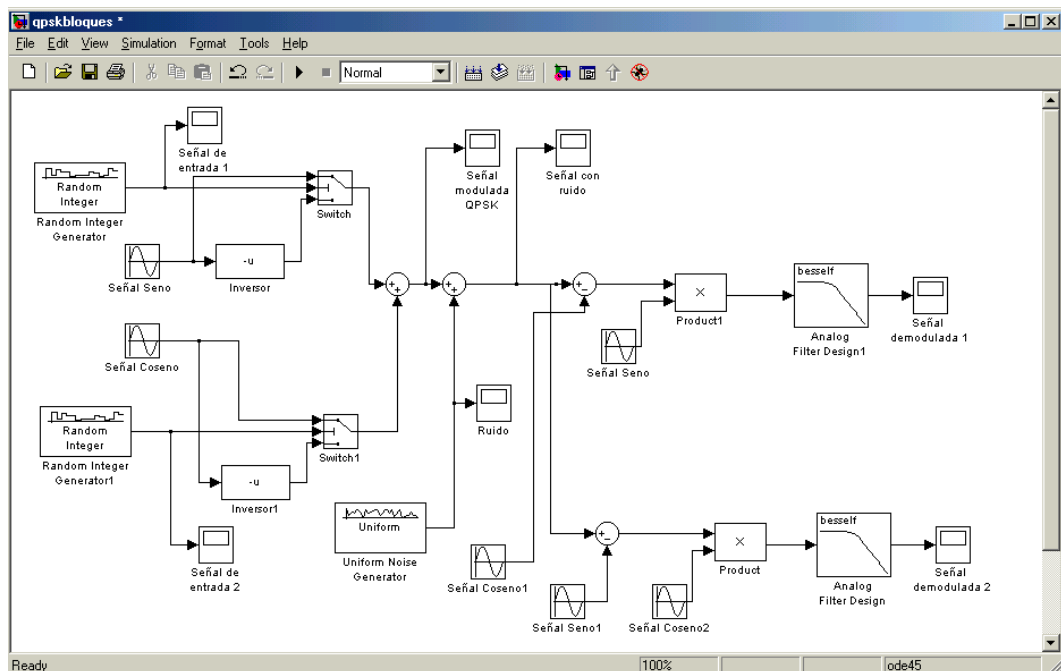 qpskbloques *
File Edit View Simulation Format Tools Help
Normal
Señal de
entrada 1
Random
Integer
Random Integer
Generator
Switch
Señal
modulada
QPSK
Señal con
ruido
Señal Seno
-u
Inversor
+
+
+
+
+
-
×
Product1
besself
Analog
Filter Design1
Señal
demodulada 1
Señal Seno
Señal Coseno
Random
Integer
Random Integer
Generator1
Switch1
Ruido
-u
Inversor1
Uniform
Uniform Noise
Generator
Señal de
entrada 2
Señal Coseno1
+
-
Señal Seno1
Señal Coseno2
×
Product
besself
Analog
Filter Design
Señal
demodulada 2
Ready
100%
ode45